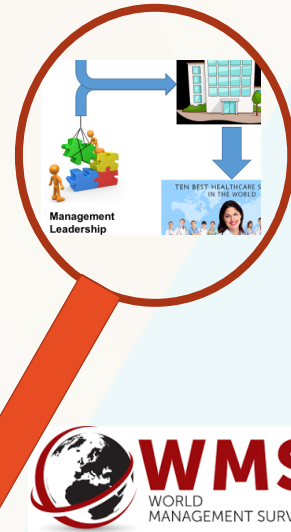 TEN BEST HEALTHCARE S
IN THE WORLD
Management
Leadership
WMS
WORLD
MANAGEMENT SURV